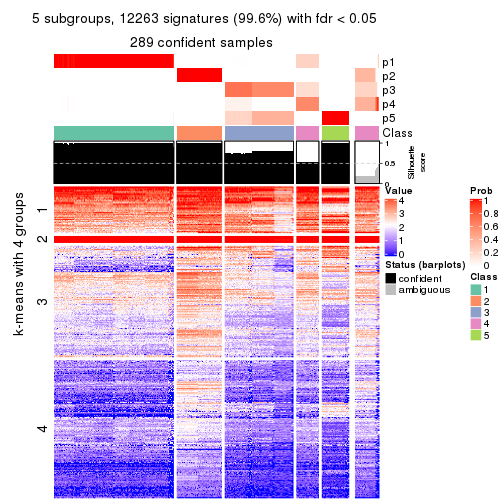 5 subgroups, 12263 signatures (99.6%) with fdr < 0.05
289 confident samples
p1
p2
p3
p4
p5
Class
1
0.5
0
Silhouette
score
k-means with 4 groups
1
2
3
4
Value
4
3
2
1
0
Status (barplots)
confident
ambiguous
Prob
1
0.8
0.6
0.4
0.2
0
Class
1
2
3
4
5